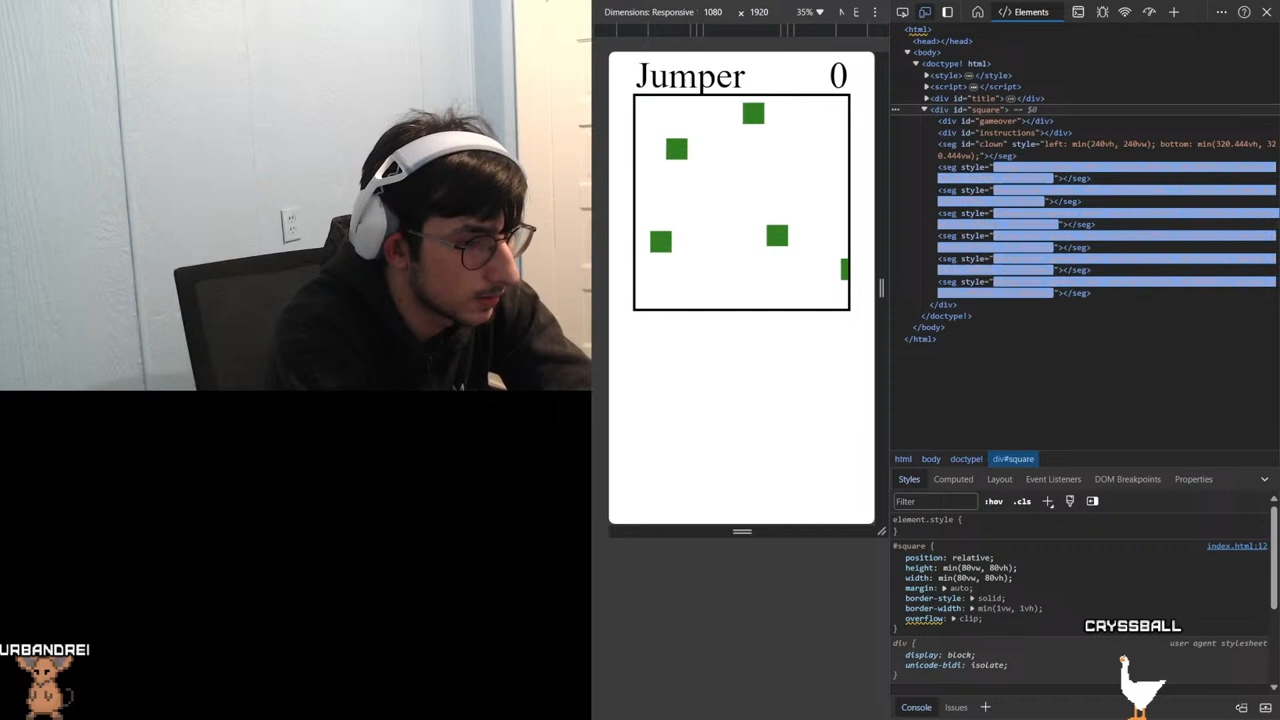 Dimensions: Responsive 1080 × 1920 35% M E
Elements
Jumper 0
<html>
<head></head>
<body>
<doctype! html>
<style> </style>
<script> </script>
<div id="title"> </div>
<div id="square"> == $0
<div id="gameover"></div>
<div id="instructions"></div>
<seg id="clown" style="left: min(240vh, 240vw); bottom: min(320.444vh, 32
0.444vw);"></seg>
<seg style="
"></seg>
<seg style="
"></seg>
<seg style="
"></seg>
<seg style="
"></seg>
<seg style="
"></seg>
<seg style="
"></seg>
</div>
</doctype!>
</body>
</html>
html body doctype! div#square
Styles Computed Layout Event Listeners DOM Breakpoints Properties
Filter :hov .cls
element.style {
}
#square { index.html:12
position: relative;
height: min(80vw, 80vh);
width: min(80vw, 80vh);
margin: auto;
border-style: solid;
border-width: min(1vw, 1vh);
overflow: clip;
}
div { user agent stylesheet
display: block;
unicode-bidi: isolate;
}
Console Issues
URBANDREI
CRYSSBALL